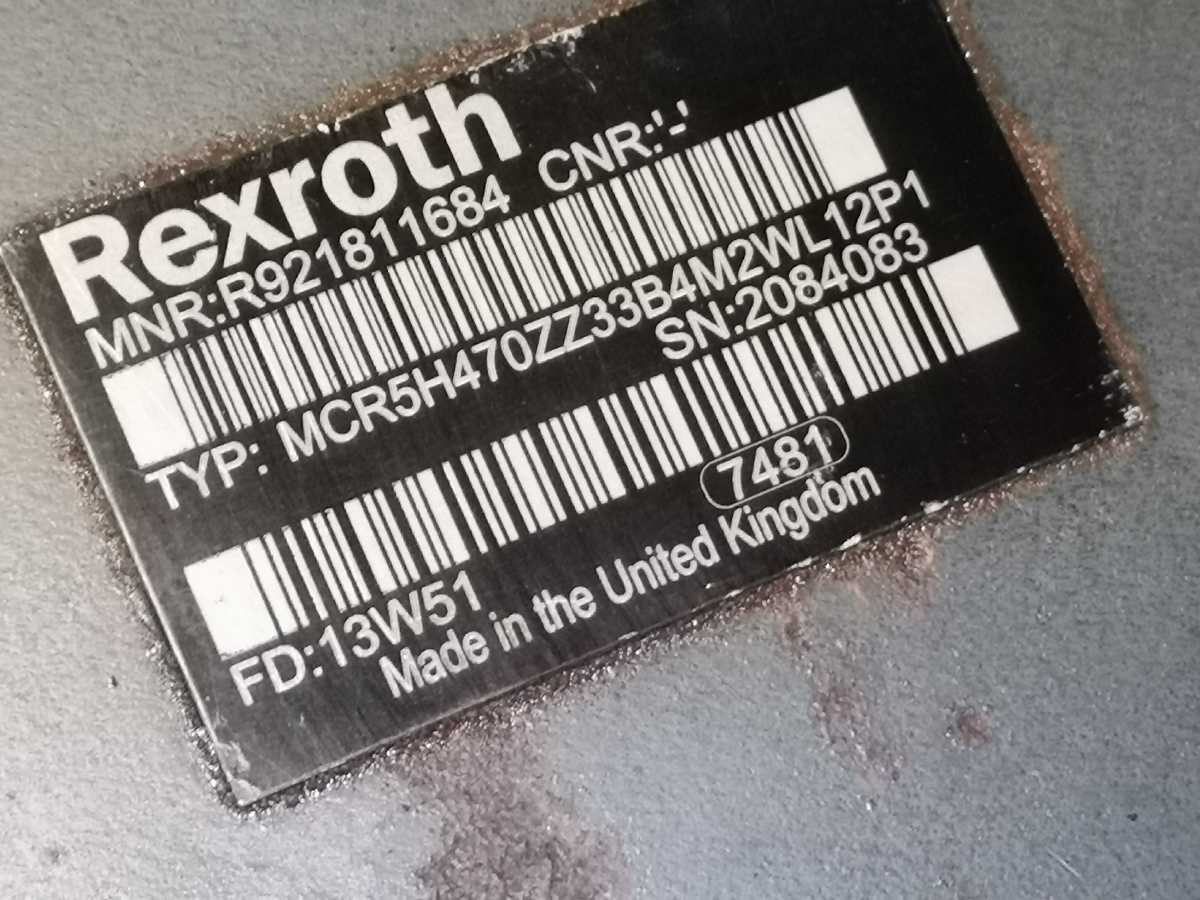 Rexroth
MNR:R921811684 CNR:'-'
TYP: MCR5H470ZZ33B4M2WL12P1
SN:2084083
7481
FD:13W51
Made in the United Kingdom